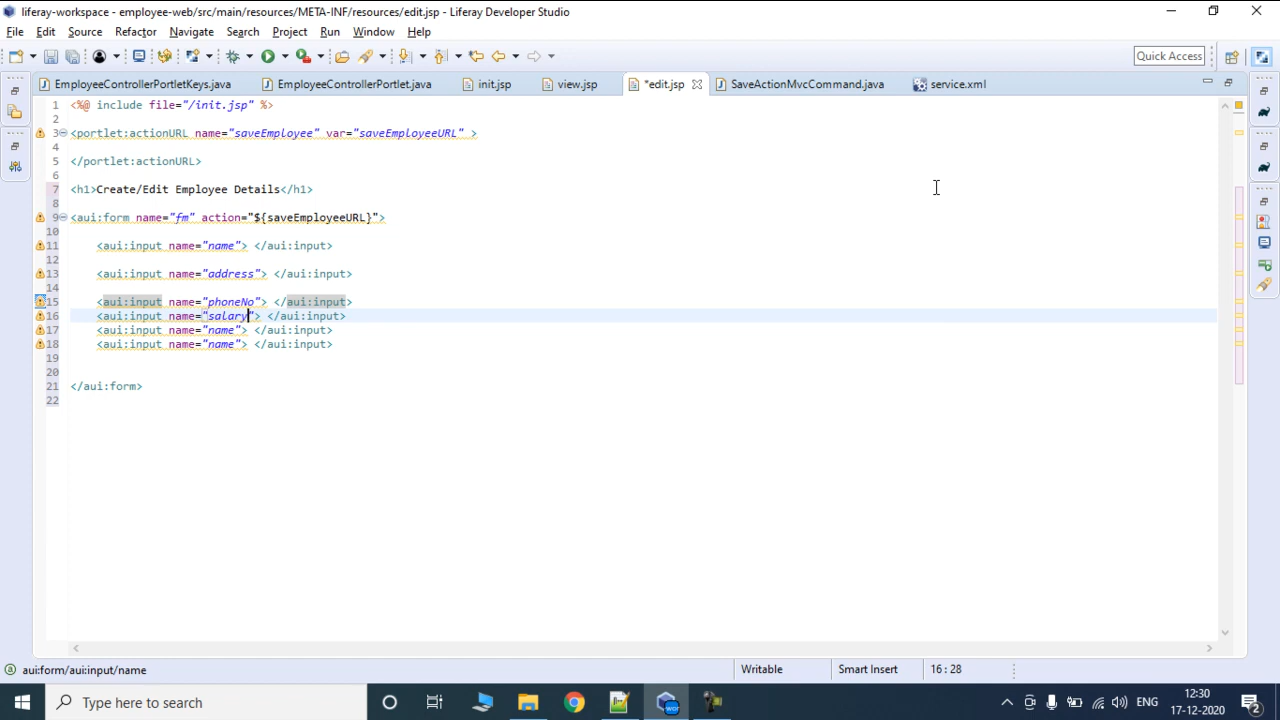 liferay-workspace - employee-web/src/main/resources/META-INF/resources/edit.jsp - Liferay Developer Studio
File Edit Source Refactor Navigate Search Project Run Window Help
Quick Access
EmployeeControllerPortletKeys.java EmployeeControllerPortlet.java init.jsp view.jsp *edit.jsp SaveActionMvcCommand.java service.xml
1 <%@ include file="/init.jsp" %>
2
3 <portlet:actionURL name="saveEmployee" var="saveEmployeeURL" >
4
5 </portlet:actionURL>
6
7 <h1>Create/Edit Employee Details</h1>
8
9 <aui:form name="fm" action="${saveEmployeeURL}">
10
11 <aui:input name="name"> </aui:input>
12
13 <aui:input name="address"> </aui:input>
14
15 <aui:input name="phoneNo"> </aui:input>
16 <aui:input name="salary"> </aui:input>
17 <aui:input name="name"> </aui:input>
18 <aui:input name="name"> </aui:input>
19
20
21 </aui:form>
22
aui:form/aui:input/name Writable Smart Insert 16 : 28
Type here to search
ENG
12:30
17-12-2020
2